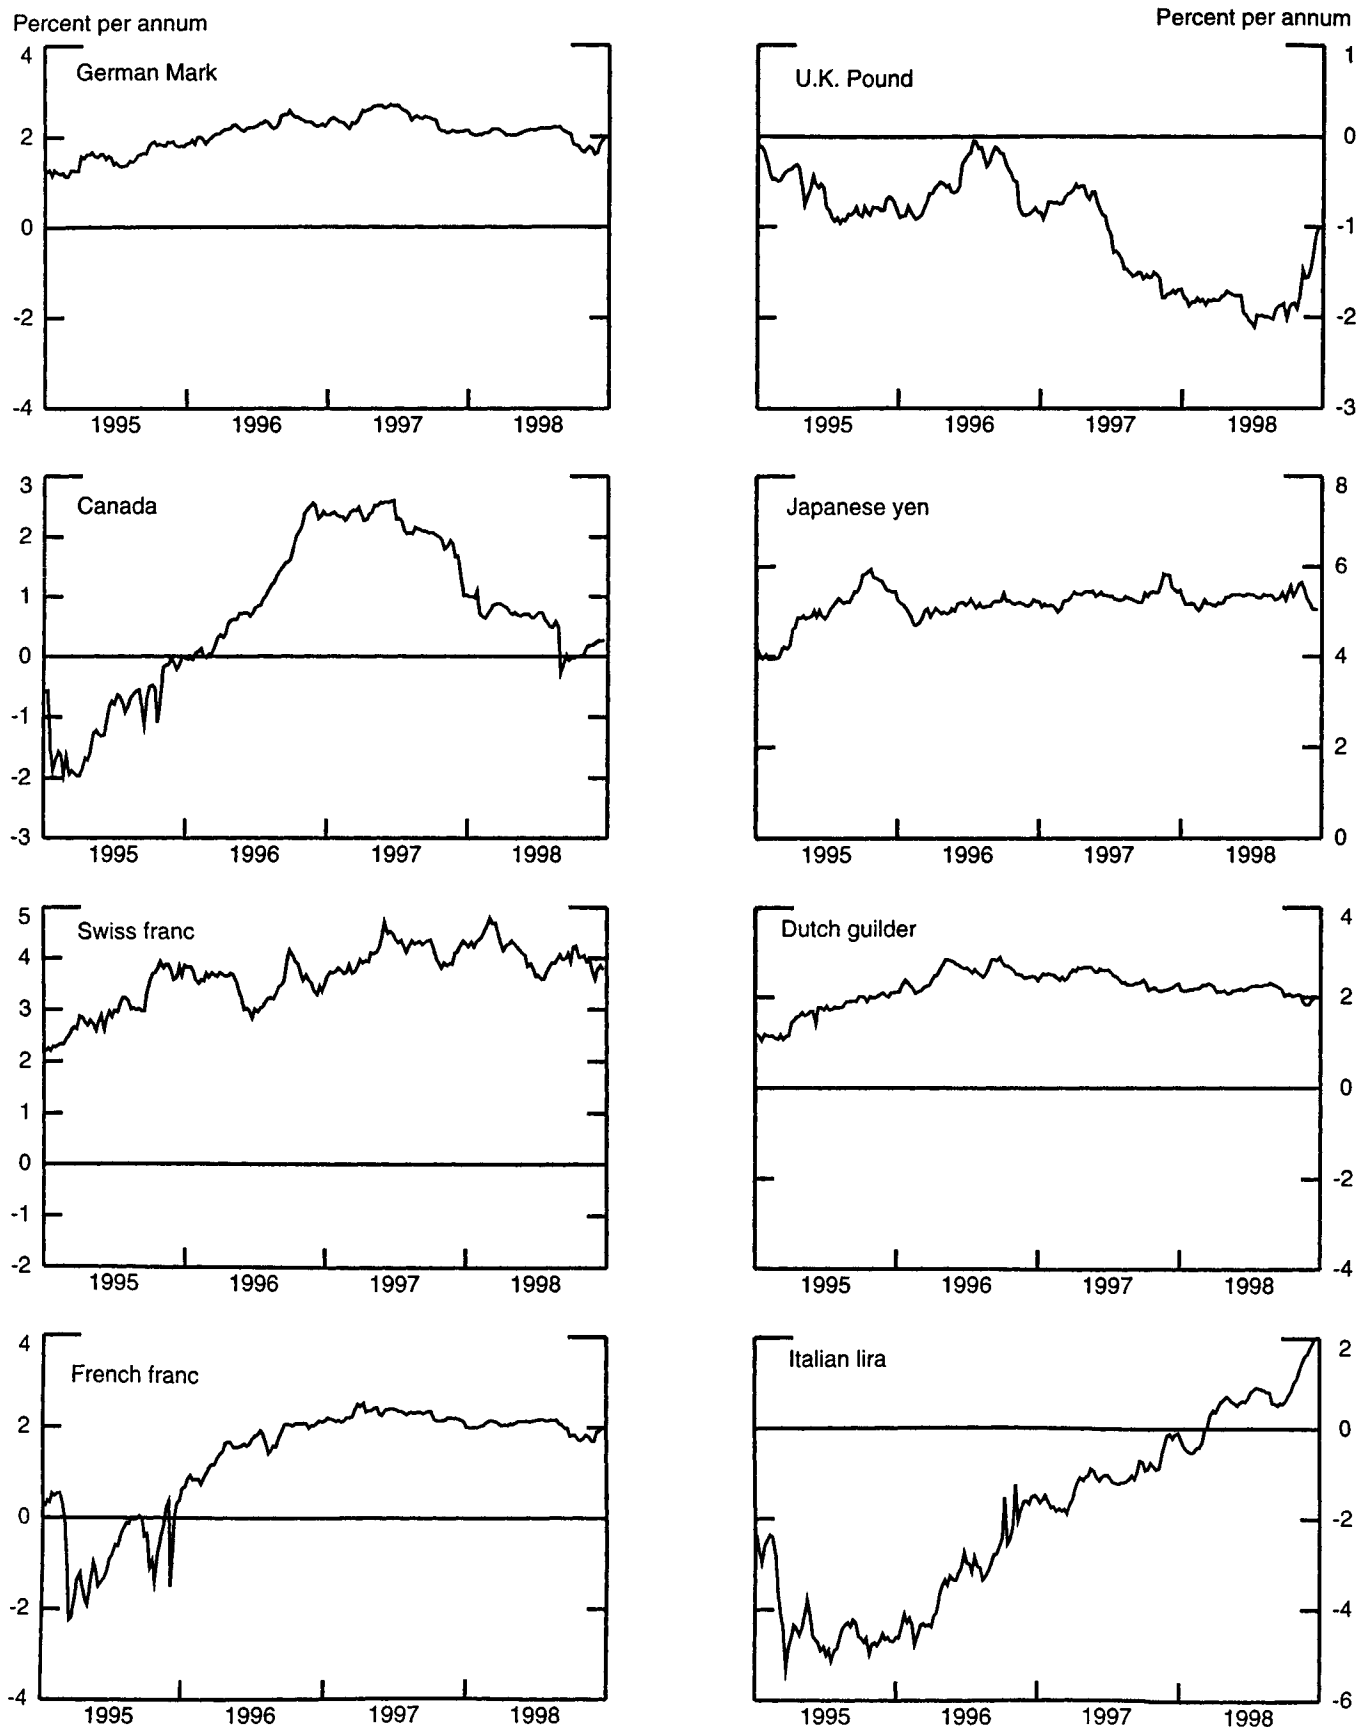 Percent per annum
Percent per annum
German Mark
4
2
0
-2
-4
1995 1996 1997 1998
U.K. Pound
1
0
-1
-2
-3
1995 1996 1997 1998
Canada
3
2
1
0
-1
-2
-3
1995 1996 1997 1998
Japanese yen
8
6
4
2
0
1995 1996 1997 1998
Swiss franc
5
4
3
2
1
0
-1
-2
1995 1996 1997 1998
Dutch guilder
4
2
0
-2
-4
1995 1996 1997 1998
French franc
4
2
0
-2
-4
1995 1996 1997 1998
Italian lira
2
0
-2
-4
-6
1995 1996 1997 1998